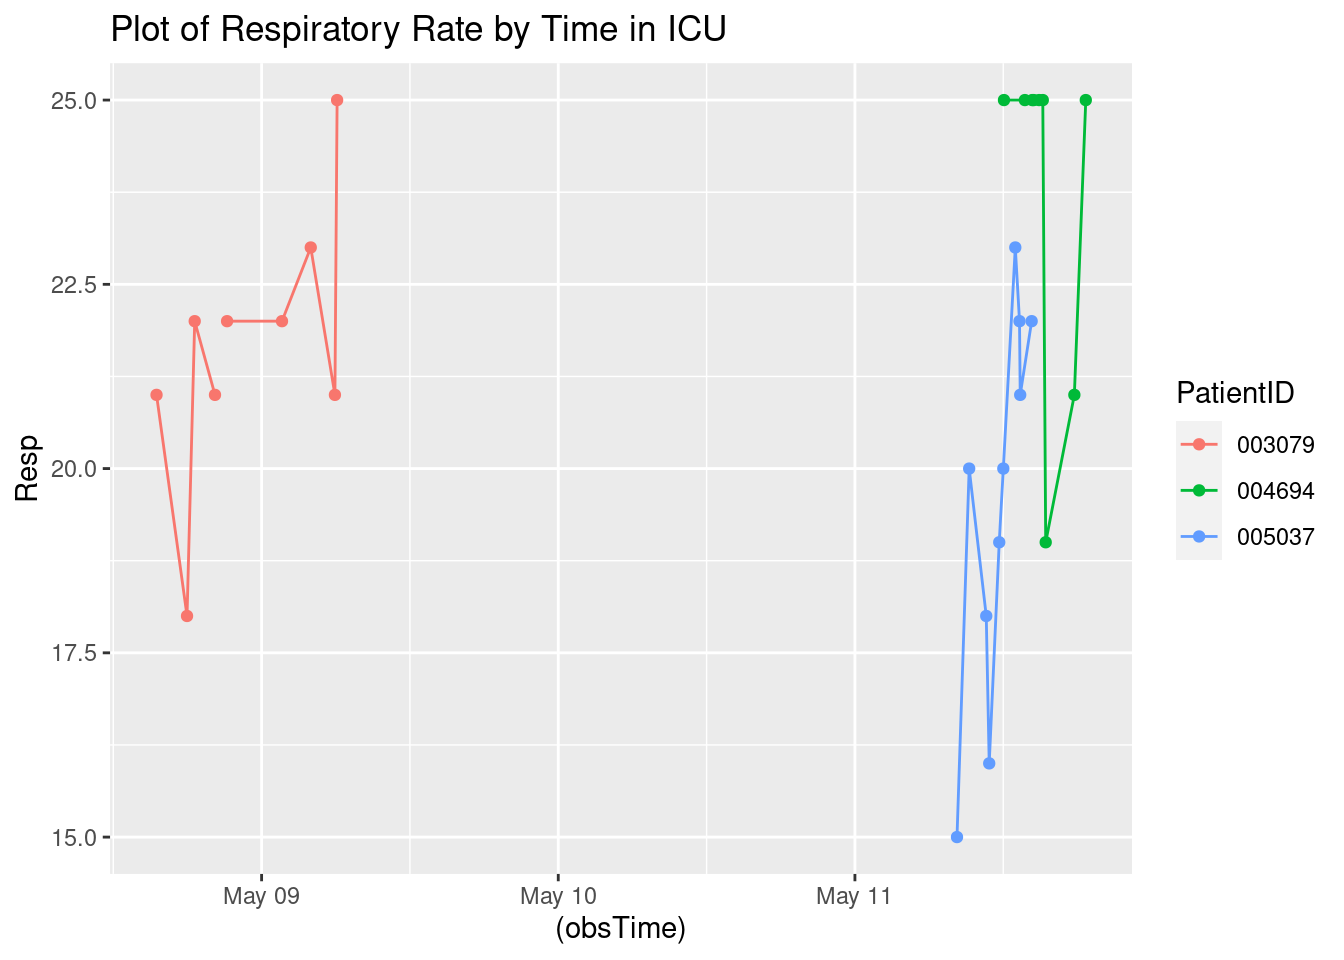 Plot of Respiratory Rate by Time in ICU
Resp
25.0
22.5
20.0
17.5
15.0
May 09
May 10
May 11
(obsTime)
PatientID
003079
004694
005037